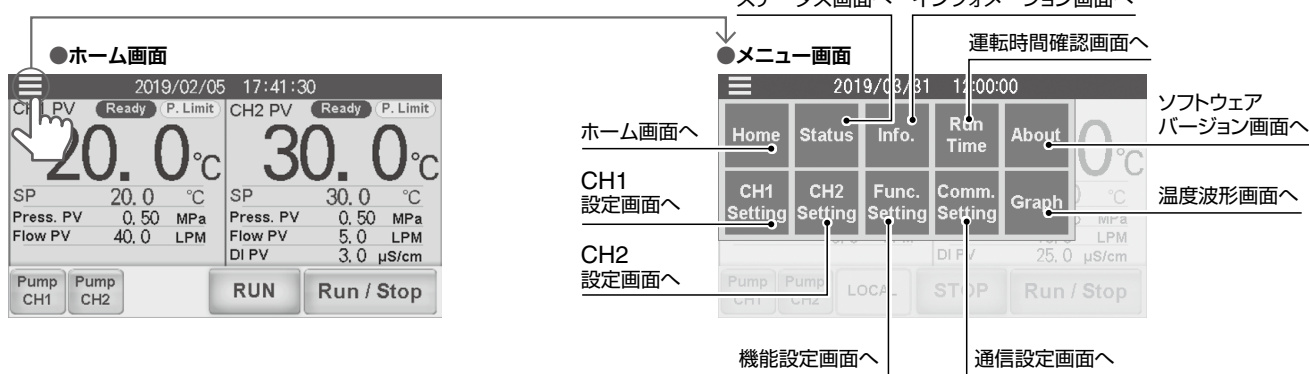 ステータス画面へ インフォメーション画面へ
●ホーム画面
2019/02/05 17:41:30
CH1 PV Ready P. Limit
20.0℃
SP 20.0 ℃
Press. PV 0.50 MPa
Flow PV 40.0 LPM
CH2 PV Ready P. Limit
30.0℃
SP 30.0 ℃
Press. PV 0.50 MPa
Flow PV 5.0 LPM
DI PV 3.0 μS/cm
Pump CH1
Pump CH2
RUN
Run / Stop
●メニュー画面
運転時間確認画面へ
2019/03/31 12:00:00
ホーム画面へ
CH1
設定画面へ
CH2
設定画面へ
Home
Status
Info.
Run
Time
About
CH1
Setting
CH2
Setting
Func.
Setting
Comm.
Setting
Graph
0℃
℃
MPa
LPM
DI PV 25.0 μS/cm
Pump
CH1
Pump
CH2
LOCAL
STOP
Run / Stop
ソフトウェア
バージョン画面へ
温度波形画面へ
機能設定画面へ
通信設定画面へ